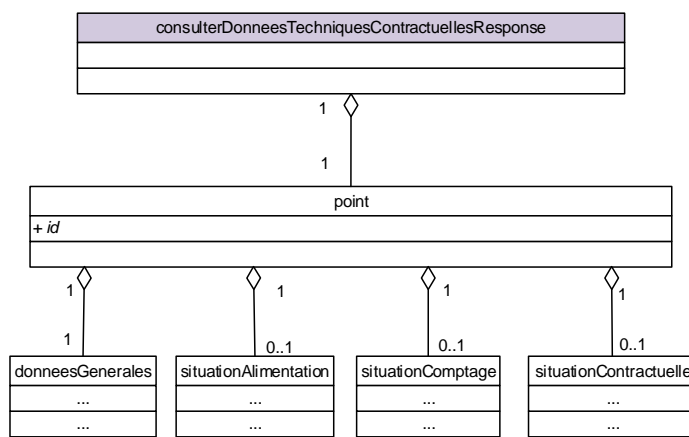 consulterDonneesTechniquesContractuellesResponse
1
1
point
+ id
1
1
1
1
1
0..1
0..1
0..1
donneesGenerales
situationAlimentation
situationComptage
situationContractuelle
...
...
...
...
...
...
...
...